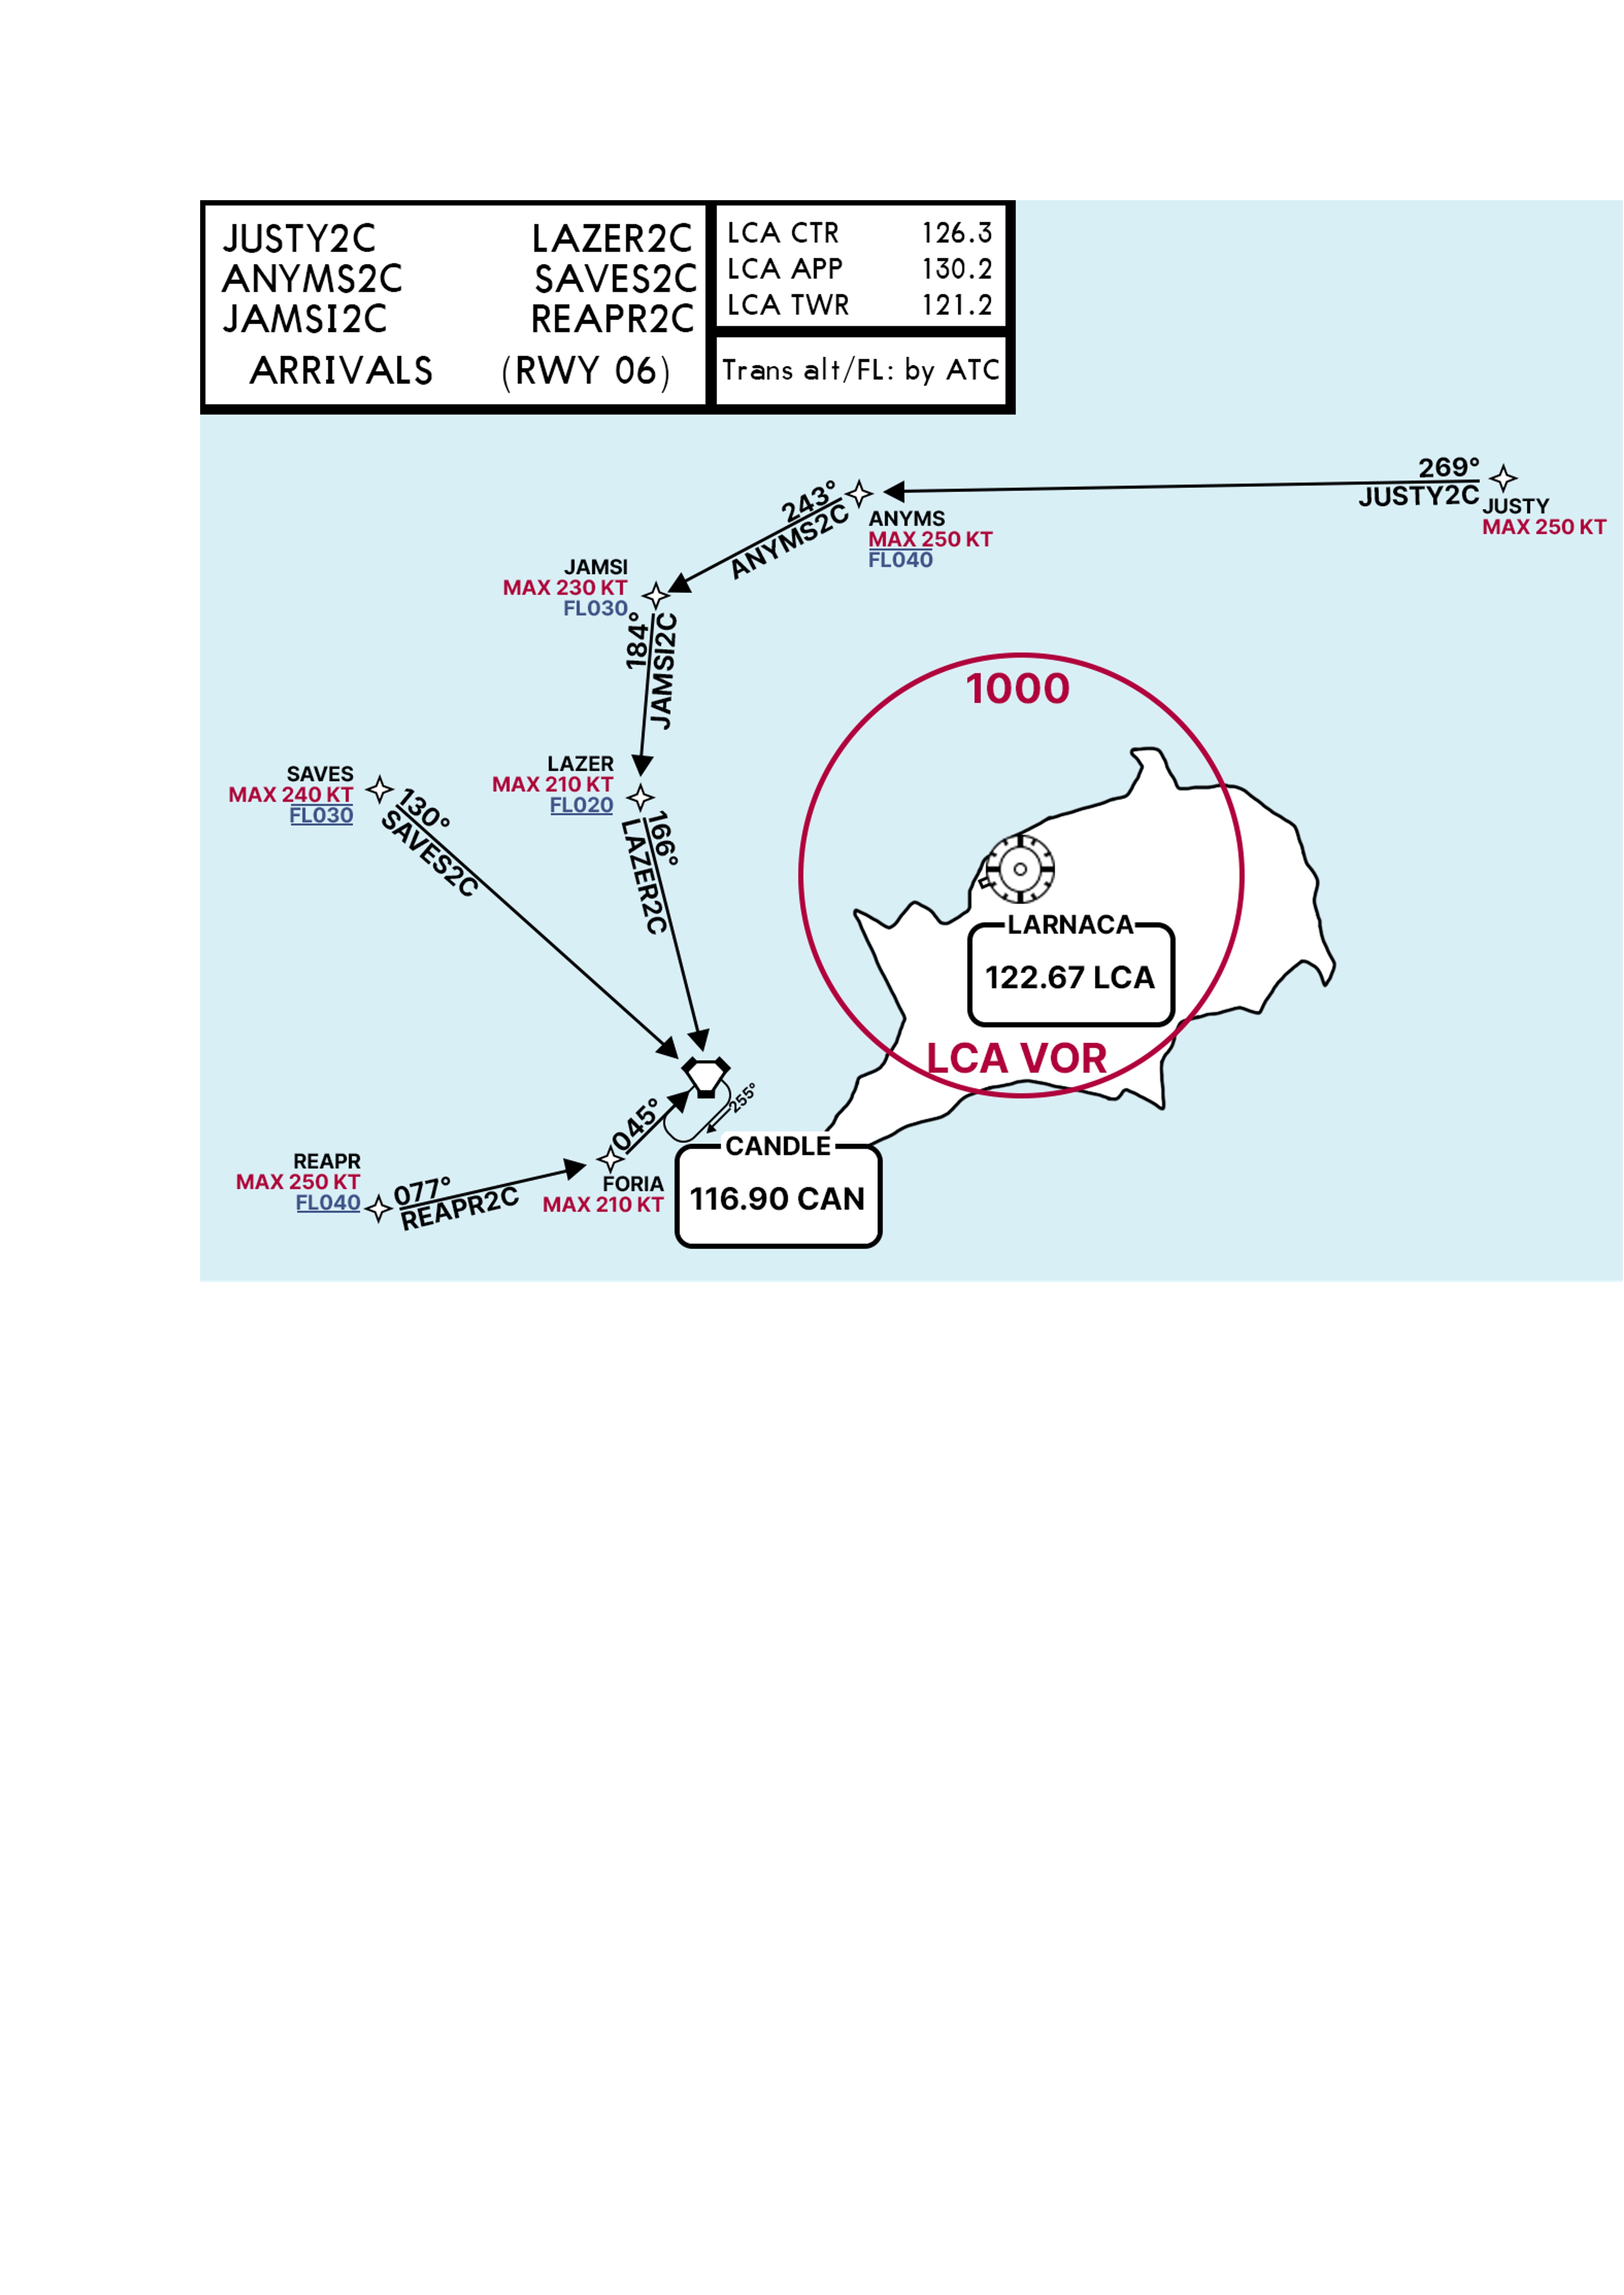 JUSTY2C LAZER2C
ANYMS2C SAVES2C
JAMSI2C REAPR2C
ARRIVALS (RWY 06)
LCA CTR 126.3
LCA APP 130.2
LCA TWR 121.2
Trans alt/FL: by ATC
269°
JUSTY2C
JUSTY
MAX 250 KT
243°
ANYMS2C
ANYMS
MAX 250 KT
FL040
JAMSI
MAX 230 KT
FL030
184°
JAMSI2C
1000
SAVES
MAX 240 KT
FL030
130°
SAVES2C
LAZER
MAX 210 KT
FL020
166°
LAZER2C
LARNACA
122.67 LCA
LCA VOR
255°
045°
CANDLE
116.90 CAN
REAPR
MAX 250 KT
FL040
077°
REAPR2C
FORIA
MAX 210 KT